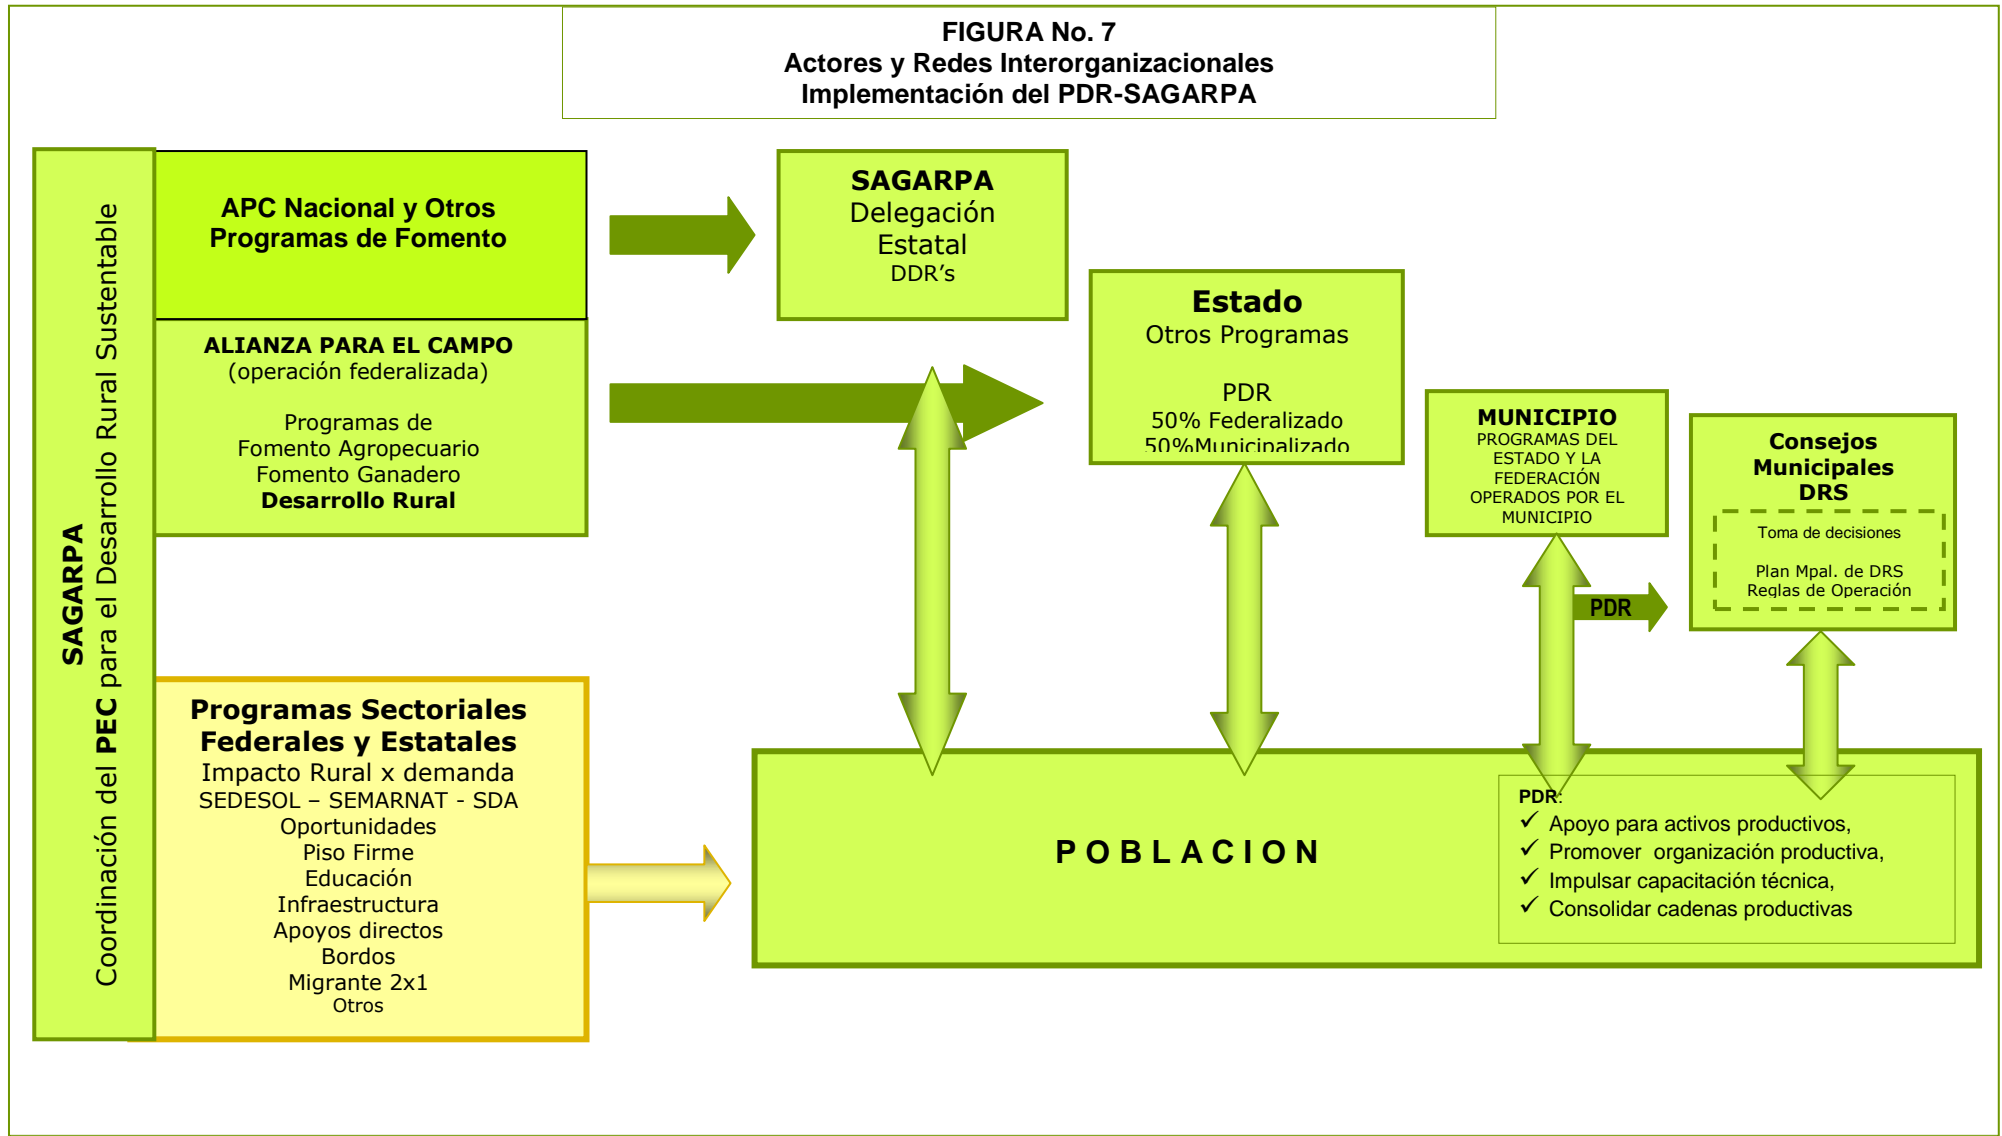 FIGURA No. 7
Actores y Redes Interorganizacionales
Implementación del PDR-SAGARPA
SAGARPA
Coordinación del PEC para el Desarrollo Rural Sustentable
APC Nacional y Otros
Programas de Fomento
ALIANZA PARA EL CAMPO
(operación federalizada)
Programas de
Fomento Agropecuario
Fomento Ganadero
Desarrollo Rural
Programas Sectoriales
Federales y Estatales
Impacto Rural x demanda
SEDESOL – SEMARNAT - SDA
Oportunidades
Piso Firme
Educación
Infraestructura
Apoyos directos
Bordos
Migrante 2x1
Otros
SAGARPA
Delegación
Estatal
DDR’s
Estado
Otros Programas
PDR
50% Federalizado
50%Municipalizado
MUNICIPIO
PROGRAMAS DEL
ESTADO Y LA
FEDERACIÓN
OPERADOS POR EL
MUNICIPIO
PDR
Consejos
Municipales
DRS
Toma de decisiones
Plan Mpal. de DRS
Reglas de Operación
POBLACION
PDR:
✓ Apoyo para activos productivos,
✓ Promover organización productiva,
✓ Impulsar capacitación técnica,
✓ Consolidar cadenas productivas